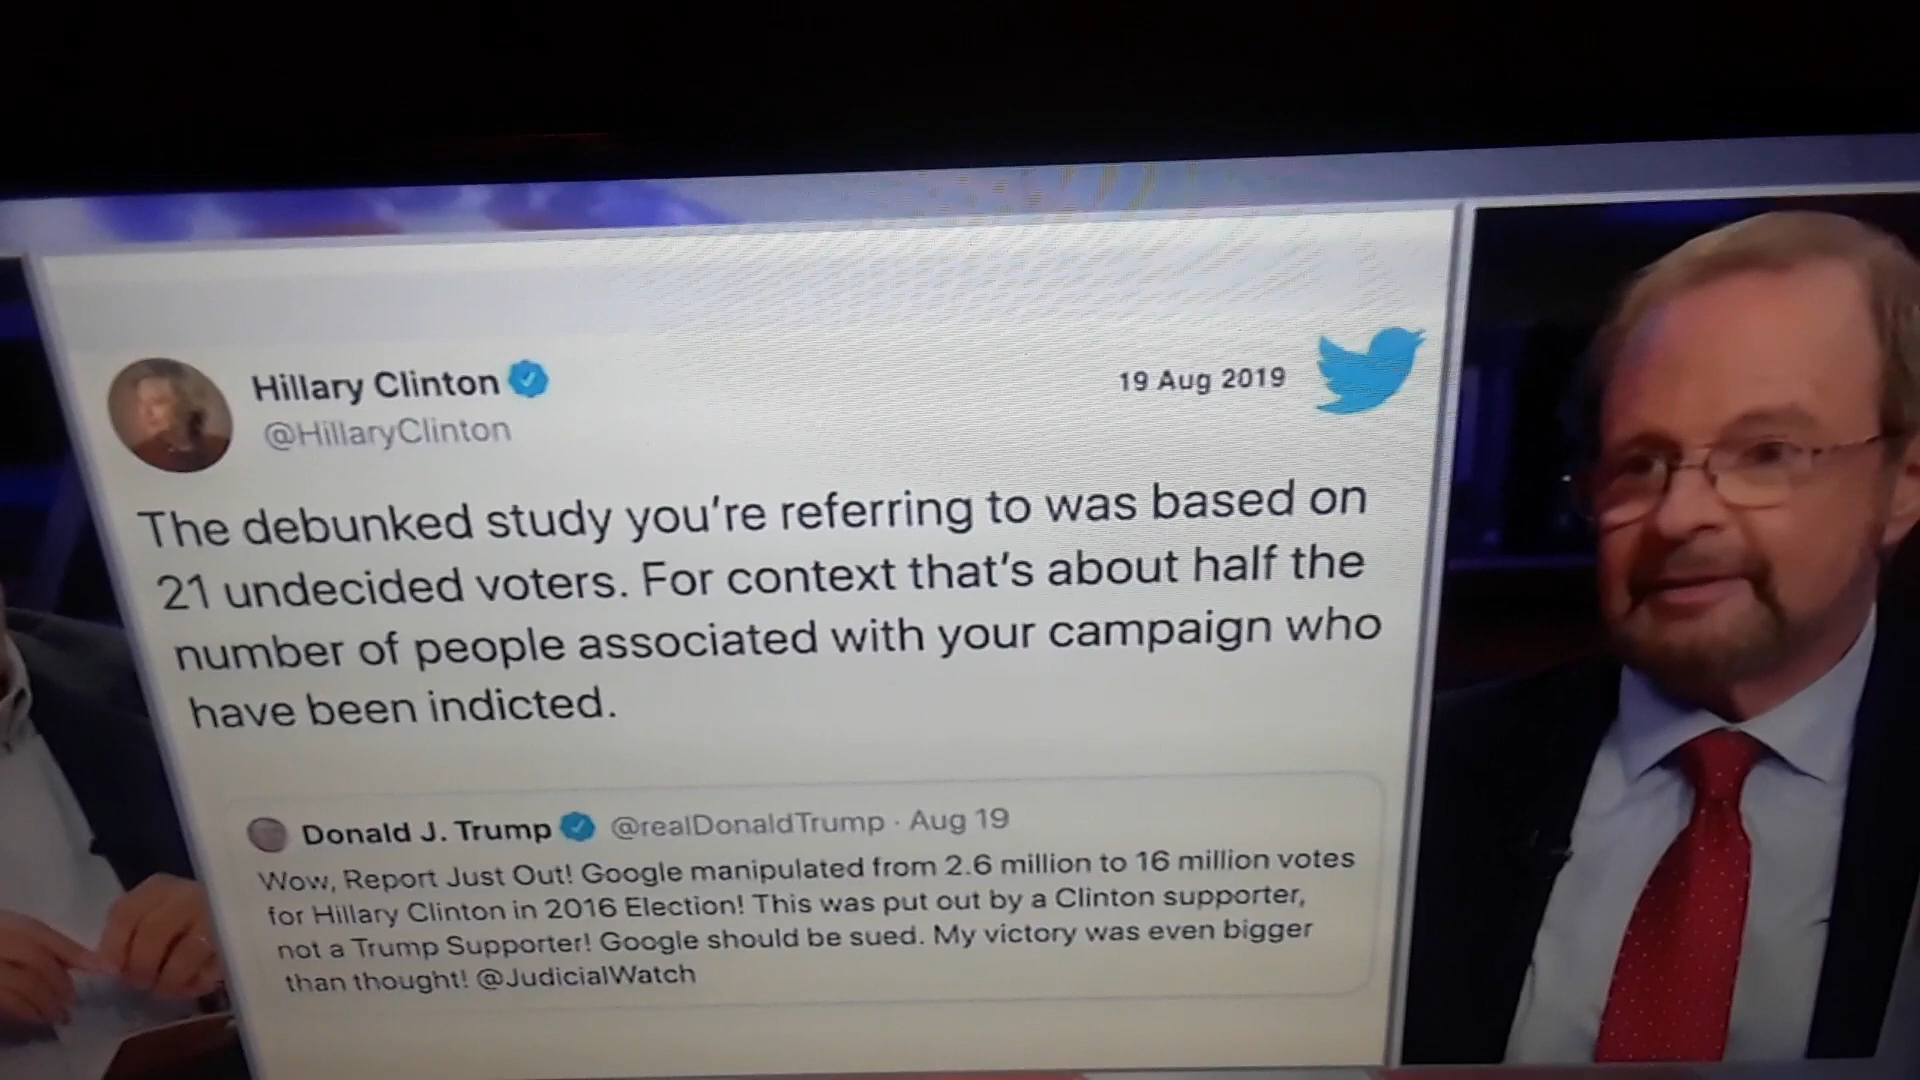 Hillary Clinton
@HillaryClinton
19 Aug 2019
The debunked study you're referring to was based on
21 undecided voters. For context that's about half the
number of people associated with your campaign who
have been indicted.
Donald J. Trump @realDonaldTrump · Aug 19
Wow, Report Just Out! Google manipulated from 2.6 million to 16 million votes
for Hillary Clinton in 2016 Election! This was put out by a Clinton supporter,
not a Trump Supporter! Google should be sued. My victory was even bigger
than thought! @JudicialWatch